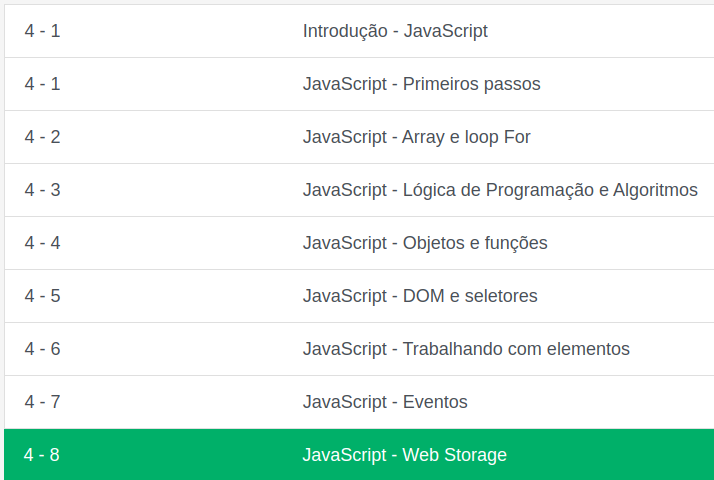 4 - 1 Introdução - JavaScript
4 - 1 JavaScript - Primeiros passos
4 - 2 JavaScript - Array e loop For
4 - 3 JavaScript - Lógica de Programação e Algoritmos
4 - 4 JavaScript - Objetos e funções
4 - 5 JavaScript - DOM e seletores
4 - 6 JavaScript - Trabalhando com elementos
4 - 7 JavaScript - Eventos
4 - 8 JavaScript - Web Storage